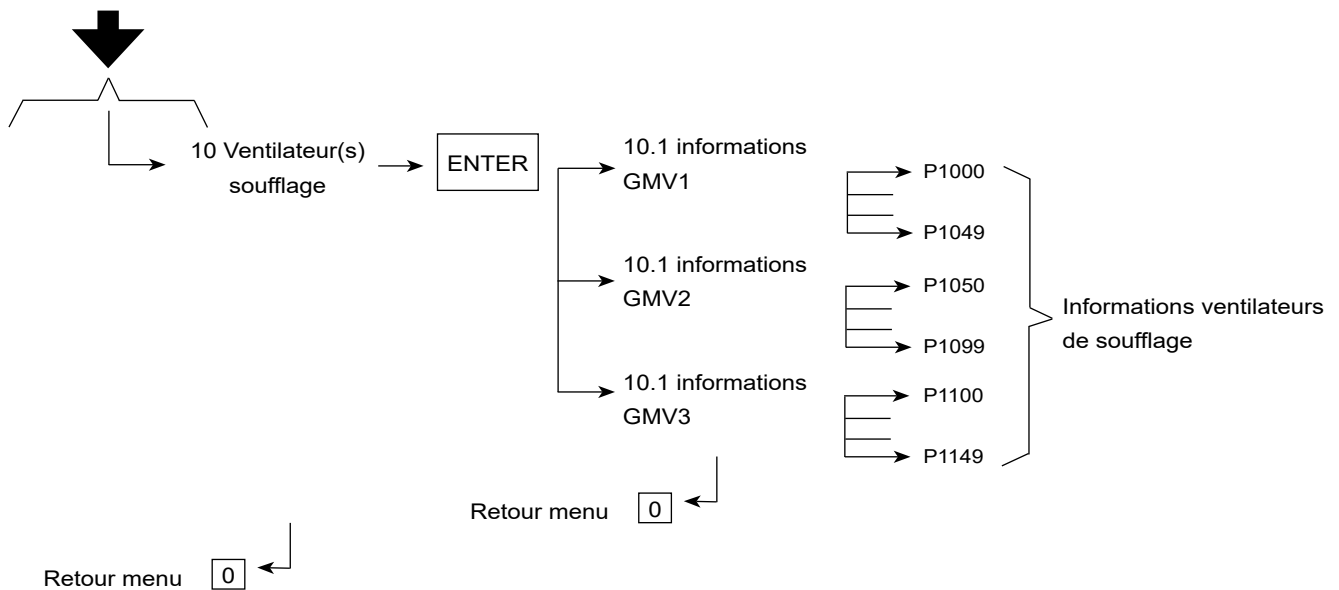 10 Ventilateur(s)
soufflage
ENTER
10.1 informations
GMV1
P1000
P1049
10.1 informations
GMV2
P1050
P1099
10.1 informations
GMV3
P1100
P1149
Informations ventilateurs
de soufflage
Retour menu 0
Retour menu 0